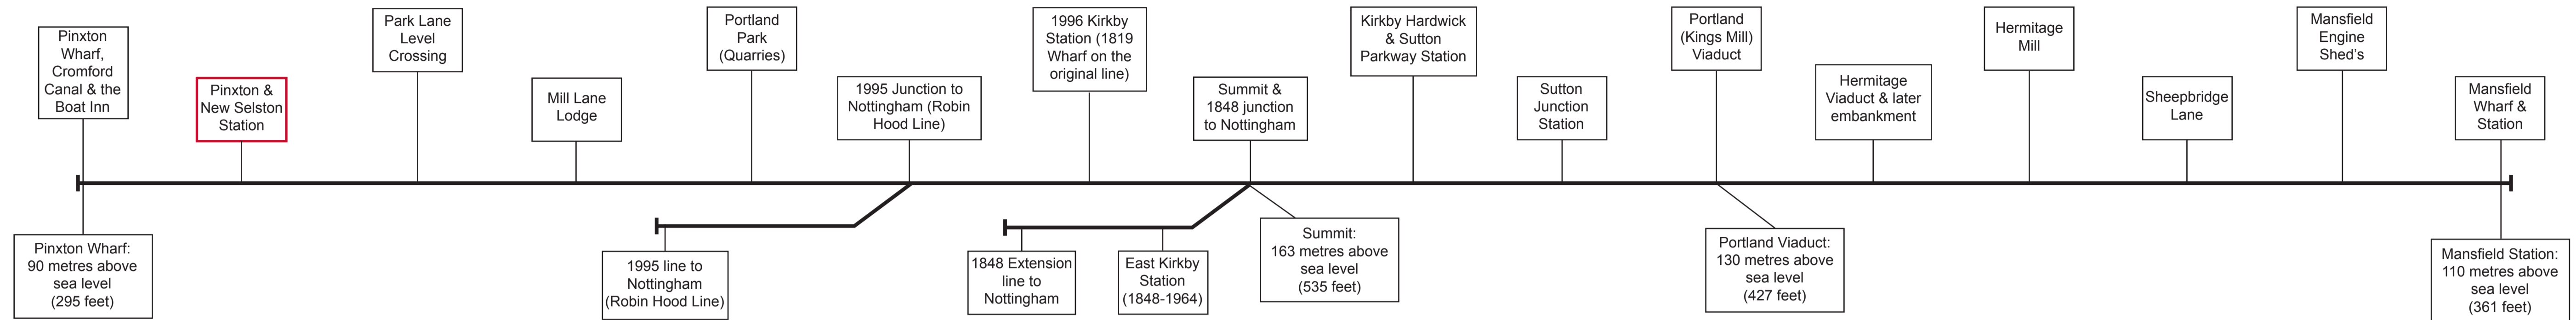 Pinxton
Wharf,
Cromford
Canal & the
Boat Inn
Pinxton &
New Selston
Station
Park Lane
Level
Crossing
Mill Lane
Lodge
Portland
Park
(Quarries)
1995 Junction to
Nottingham (Robin
Hood Line)
1996 Kirkby
Station (1819
Wharf on the
original line)
Summit &
1848 junction
to Nottingham
Kirkby Hardwick
& Sutton
Parkway Station
Sutton
Junction
Station
Portland
(Kings Mill)
Viaduct
Hermitage
Viaduct & later
embankment
Hermitage
Mill
Sheepbridge
Lane
Mansfield
Engine
Shed's
Mansfield
Wharf &
Station
Pinxton Wharf:
90 metres above
sea level
(295 feet)
1995 line to
Nottingham
(Robin Hood Line)
1848 Extension
line to
Nottingham
East Kirkby
Station
(1848-1964)
Summit:
163 metres above
sea level
(535 feet)
Portland Viaduct:
130 metres above
sea level
(427 feet)
Mansfield Station:
110 metres above
sea level
(361 feet)